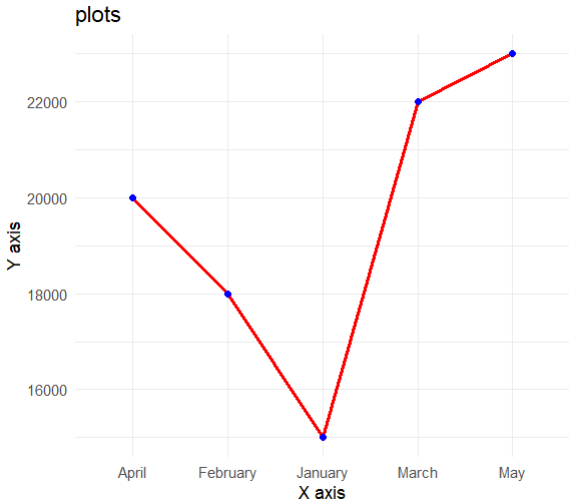 plots
22000
20000
18000
16000
Y axis
April February January March May
X axis